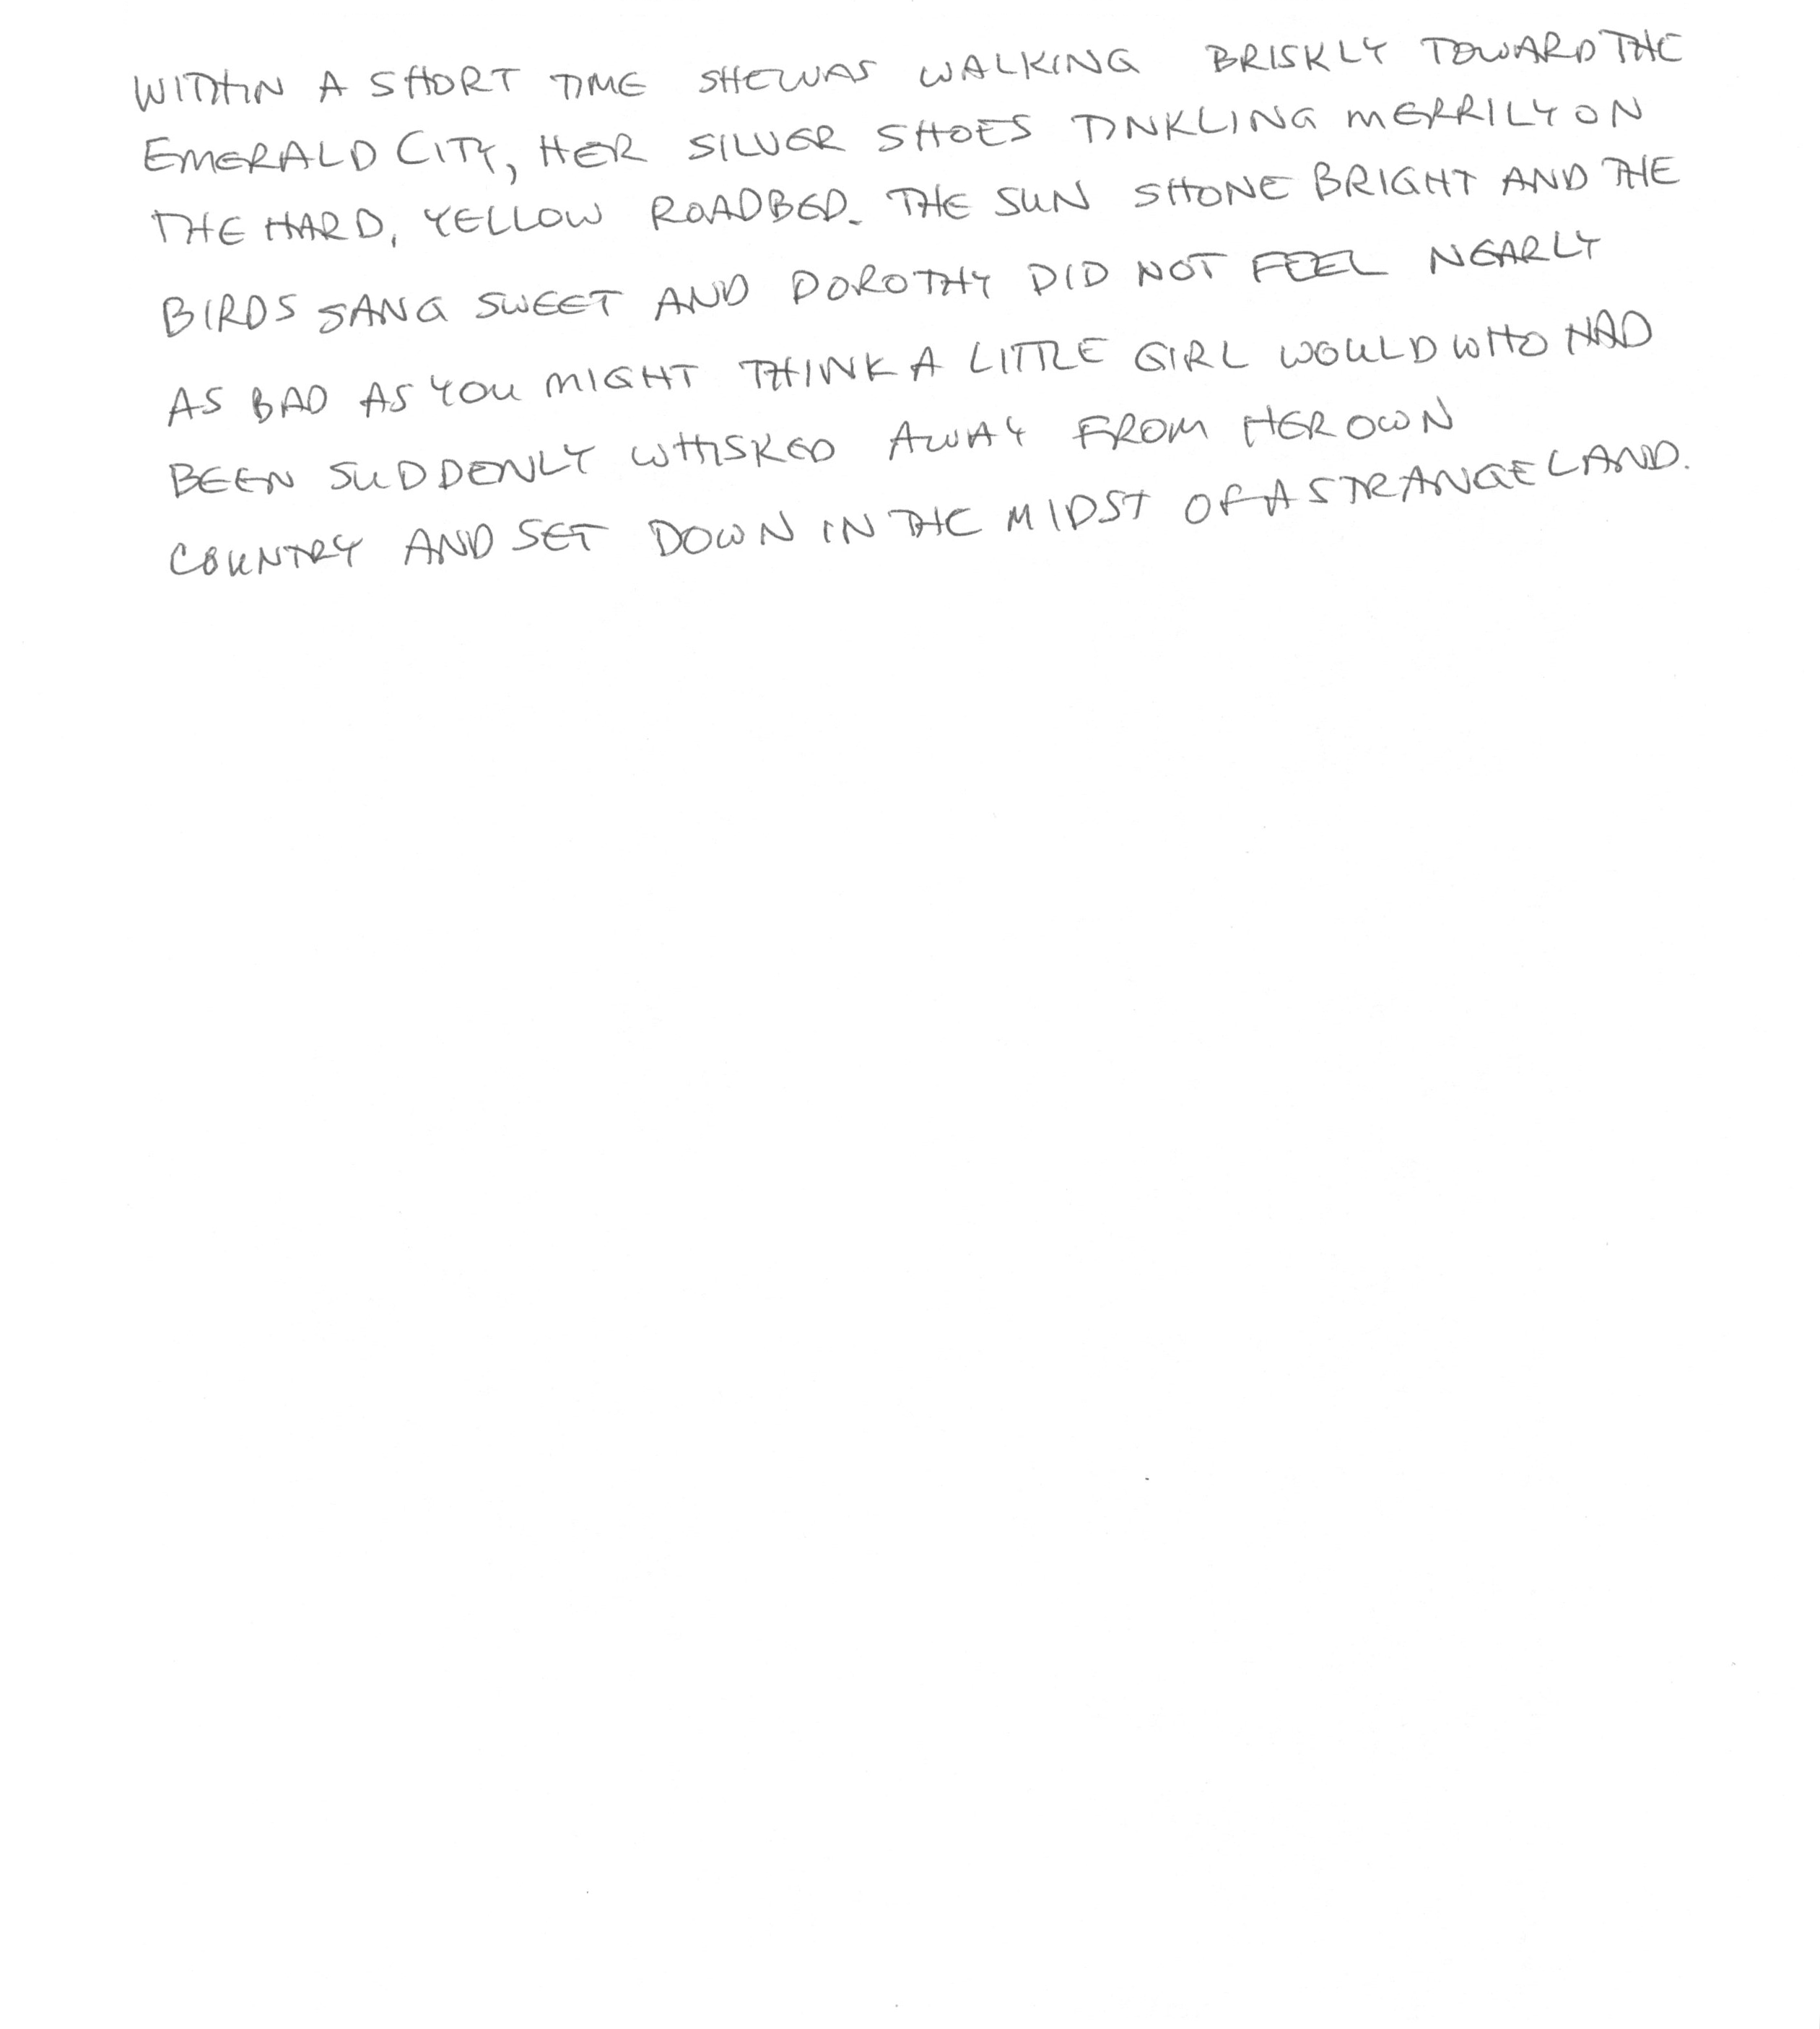 WITHIN A SHORT TIME SHE WAS WALKING BRISKLY TOWARD THE
EMERALD CITY, HER SILVER SHOES TINKLING MERRILY ON
THE HARD, YELLOW ROADBED. THE SUN SHONE BRIGHT AND THE
BIRDS SANG SWEET AND DOROTHY DID NOT FEEL NEARLY
AS BAD AS YOU MIGHT THINK A LITTLE GIRL WOULD WHO HAD
BEEN SUDDENLY WHISKED AWAY FROM HER OWN
COUNTRY AND SET DOWN IN THE MIDST OF A STRANGE LAND.